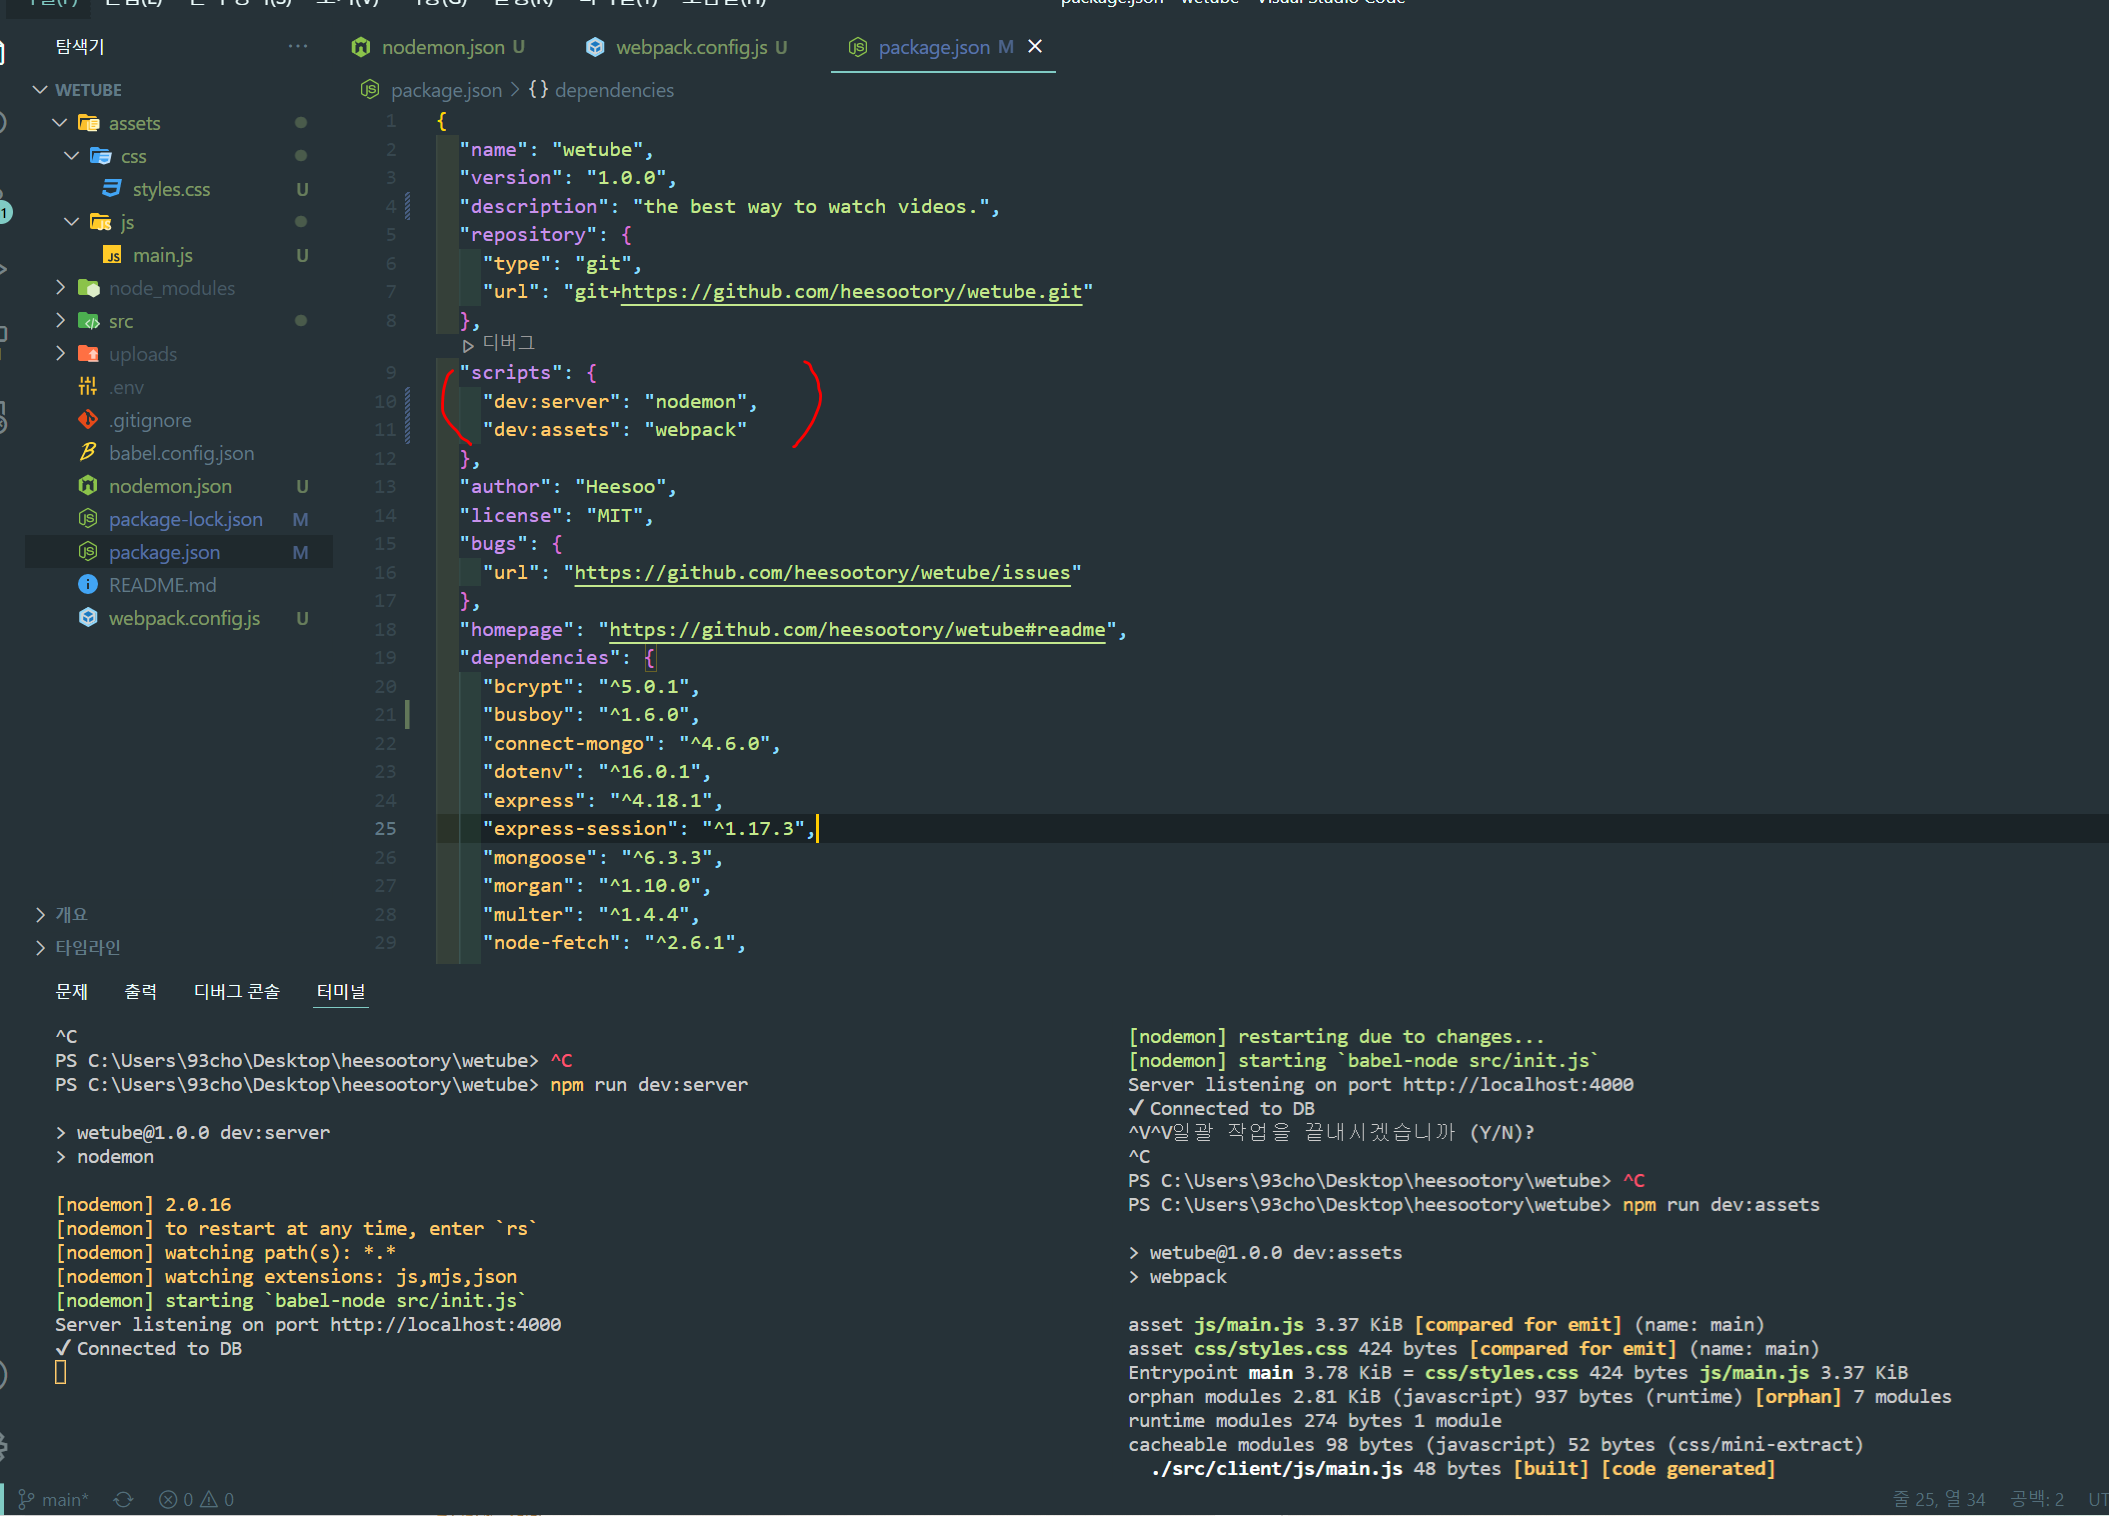 탐색기
nodemon.json U
webpack.config.js U
package.json M
package.json > {} dependencies
WETUBE
assets
css
styles.css U
js
main.js U
node_modules
src
uploads
.env
.gitignore
babel.config.json
nodemon.json U
package-lock.json M
package.json M
README.md
webpack.config.js U
개요
타임라인
1 {
2 "name": "wetube",
3 "version": "1.0.0",
4 "description": "the best way to watch videos.",
5 "repository": {
6 "type": "git",
7 "url": "git+https://github.com/heesootory/wetube.git"
8 },
디버그
9 "scripts": {
10 "dev:server": "nodemon",
11 "dev:assets": "webpack"
12 },
13 "author": "Heesoo",
14 "license": "MIT",
15 "bugs": {
16 "url": "https://github.com/heesootory/wetube/issues"
17 },
18 "homepage": "https://github.com/heesootory/wetube#readme",
19 "dependencies": {
20 "bcrypt": "^5.0.1",
21 "busboy": "^1.6.0",
22 "connect-mongo": "^4.6.0",
23 "dotenv": "^16.0.1",
24 "express": "^4.18.1",
25 "express-session": "^1.17.3",
26 "mongoose": "^6.3.3",
27 "morgan": "^1.10.0",
28 "multer": "^1.4.4",
29 "node-fetch": "^2.6.1",
문제 출력 디버그 콘솔 터미널
^C
PS C:\Users\93cho\Desktop\heesootory\wetube> ^C
PS C:\Users\93cho\Desktop\heesootory\wetube> npm run dev:server
> wetube@1.0.0 dev:server
> nodemon
[nodemon] 2.0.16
[nodemon] to restart at any time, enter `rs`
[nodemon] watching path(s): *.*
[nodemon] watching extensions: js,mjs,json
[nodemon] starting `babel-node src/init.js`
Server listening on port http://localhost:4000
✓Connected to DB
[nodemon] restarting due to changes...
[nodemon] starting `babel-node src/init.js`
Server listening on port http://localhost:4000
✓Connected to DB
^V^V일괄 작업을 끝내시겠습니까 (Y/N)?
^C
PS C:\Users\93cho\Desktop\heesootory\wetube> ^C
PS C:\Users\93cho\Desktop\heesootory\wetube> npm run dev:assets
> wetube@1.0.0 dev:assets
> webpack
asset js/main.js 3.37 KiB [compared for emit] (name: main)
asset css/styles.css 424 bytes [compared for emit] (name: main)
Entrypoint main 3.78 KiB = css/styles.css 424 bytes js/main.js 3.37 KiB
orphan modules 2.81 KiB (javascript) 937 bytes (runtime) [orphan] 7 modules
runtime modules 274 bytes 1 module
cacheable modules 98 bytes (javascript) 52 bytes (css/mini-extract)
./src/client/js/main.js 48 bytes [built] [code generated]
main* 0 0 줄 25, 열 34 공백: 2